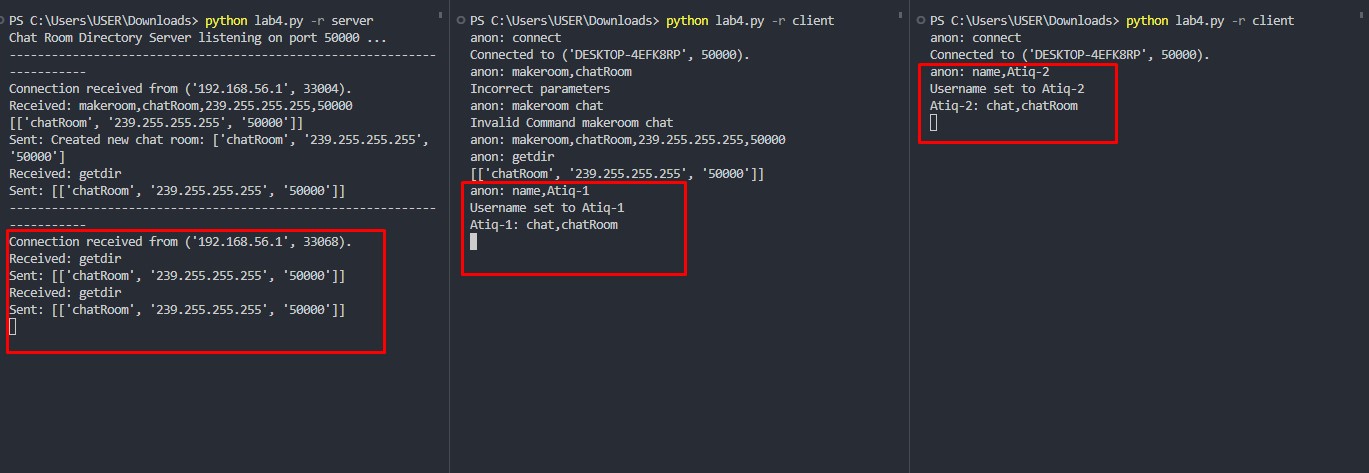 PS C:\Users\USER\Downloads> python lab4.py -r server
Chat Room Directory Server listening on port 50000 ...
-------------------------------------------------------------
-----------
Connection received from ('192.168.56.1', 33004).
Received: makeroom,chatRoom,239.255.255.255,50000
[['chatRoom', '239.255.255.255', '50000']]
Sent: Created new chat room: ['chatRoom', '239.255.255.255',
'50000']
Received: getdir
Sent: [['chatRoom', '239.255.255.255', '50000']]
-------------------------------------------------------------
-----------
Connection received from ('192.168.56.1', 33068).
Received: getdir
Sent: [['chatRoom', '239.255.255.255', '50000']]
Received: getdir
Sent: [['chatRoom', '239.255.255.255', '50000']]
PS C:\Users\USER\Downloads> python lab4.py -r client
anon: connect
Connected to ('DESKTOP-4EFK8RP', 50000).
anon: makeroom,chatRoom
Incorrect parameters
anon: makeroom chat
Invalid Command makeroom chat
anon: makeroom,chatRoom,239.255.255.255,50000
anon: getdir
[['chatRoom', '239.255.255.255', '50000']]
anon: name,Atiq-1
Username set to Atiq-1
Atiq-1: chat,chatRoom
PS C:\Users\USER\Downloads> python lab4.py -r client
anon: connect
Connected to ('DESKTOP-4EFK8RP', 50000).
anon: name,Atiq-2
Username set to Atiq-2
Atiq-2: chat,chatRoom